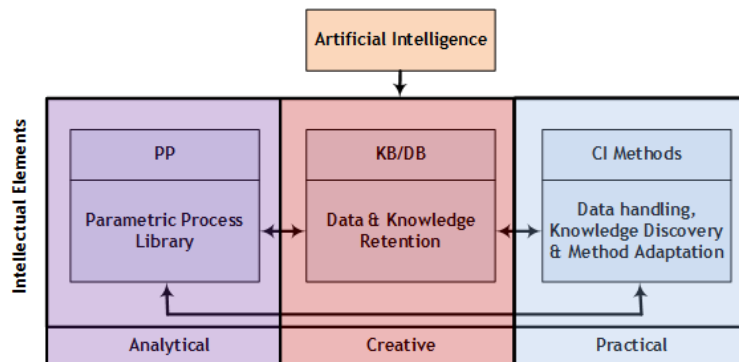 Artificial Intelligence
Intellectual Elements
PP
Parametric Process
Library
KB/DB
Data & Knowledge
Retention
CI Methods
Data handling,
Knowledge Discovery
& Method Adaptation
Analytical
Creative
Practical